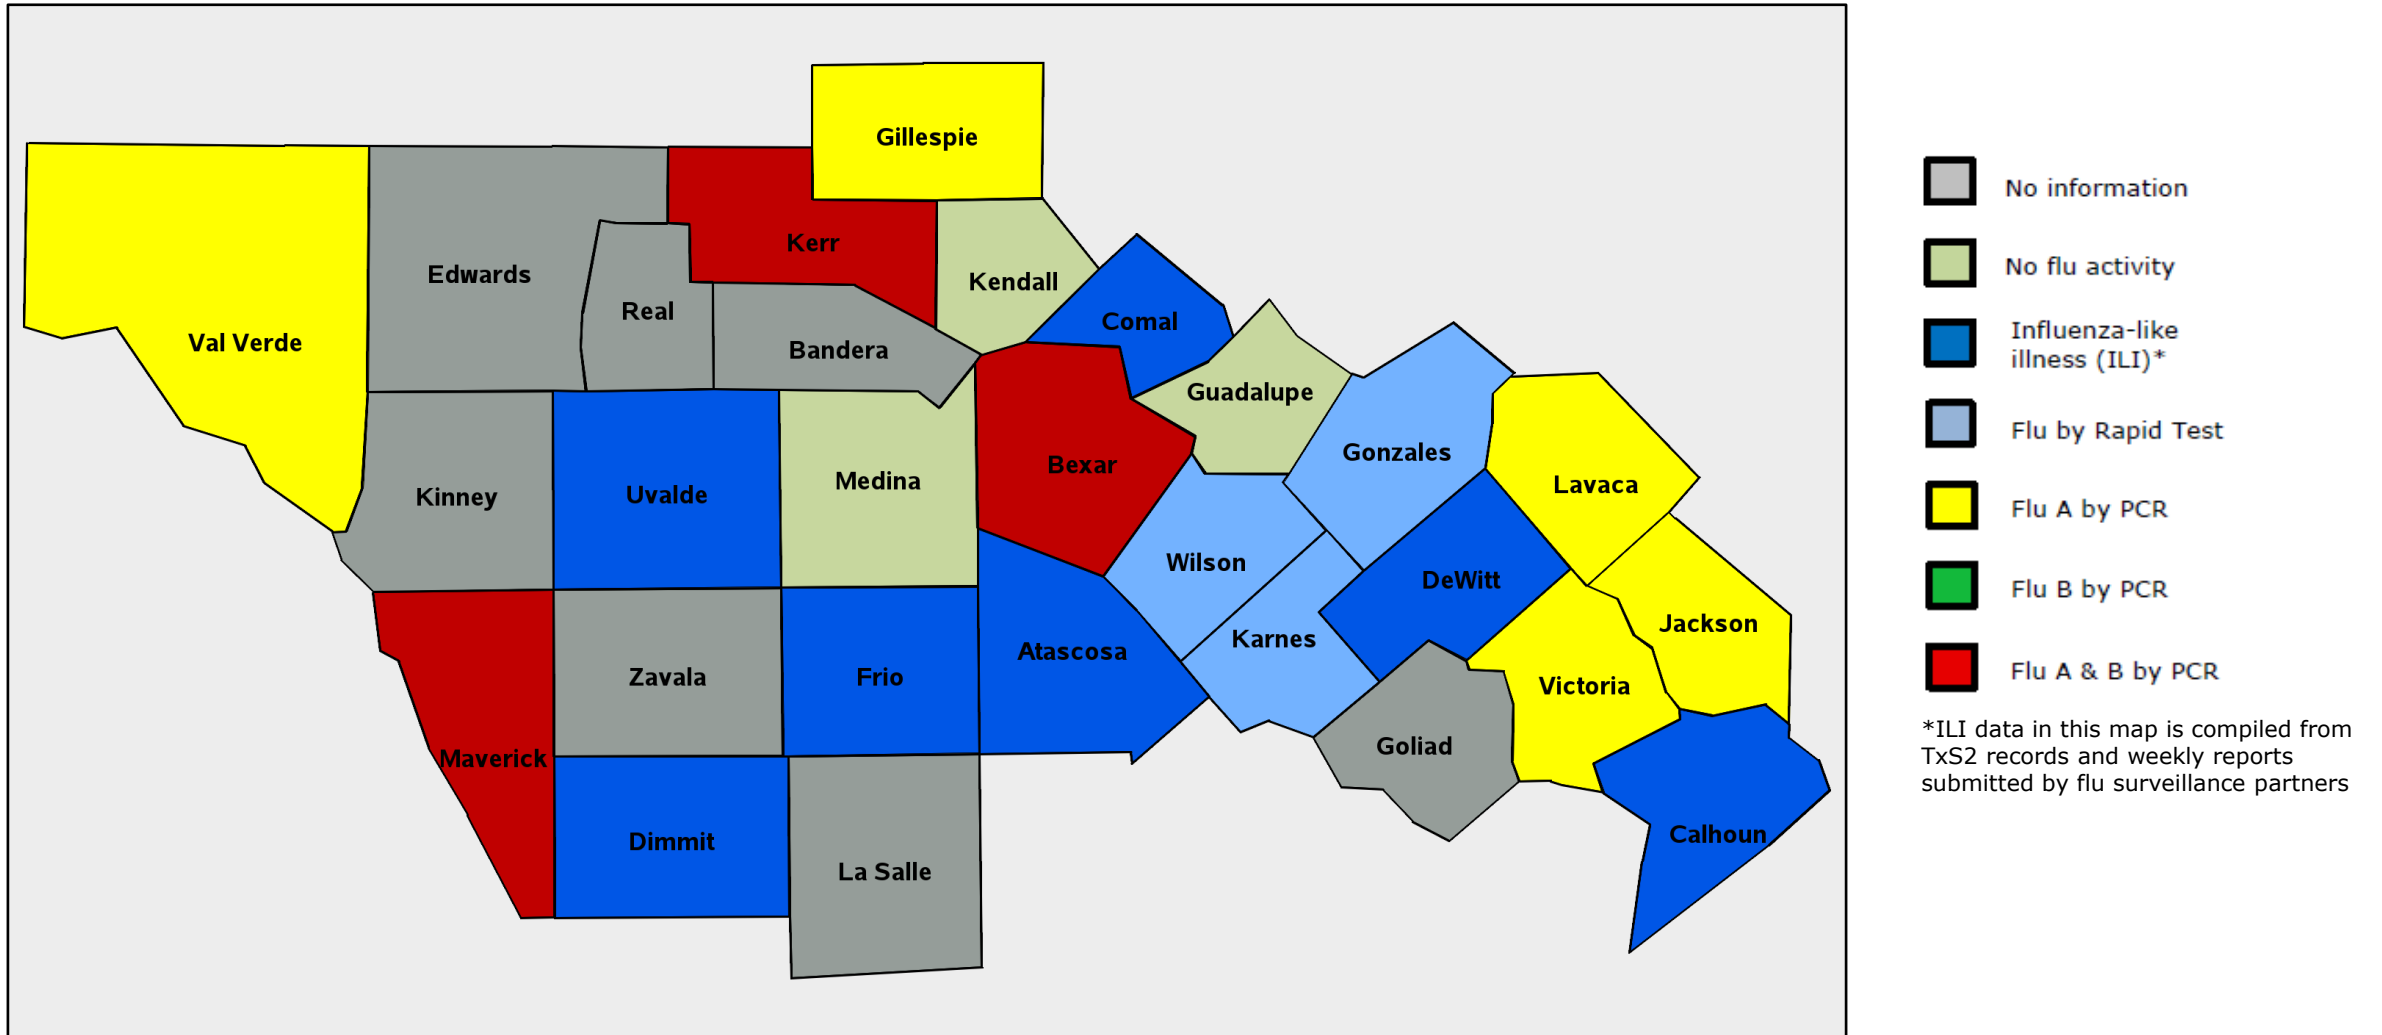 Gillespie
Kerr
Edwards
Kendall
Real
Comal
Val Verde
Bandera
Guadalupe
Gonzales
Bexar
Medina
Lavaca
Uvalde
Kinney
Wilson
DeWitt
Jackson
Karnes
Atascosa
Zavala
Frio
Victoria
Goliad
Maverick
Calhoun
Dimmit
La Salle
No information
No flu activity
Influenza-like
illness (ILI)*
Flu by Rapid Test
Flu A by PCR
Flu B by PCR
Flu A & B by PCR
*ILI data in this map is compiled from
TxS2 records and weekly reports
submitted by flu surveillance partners